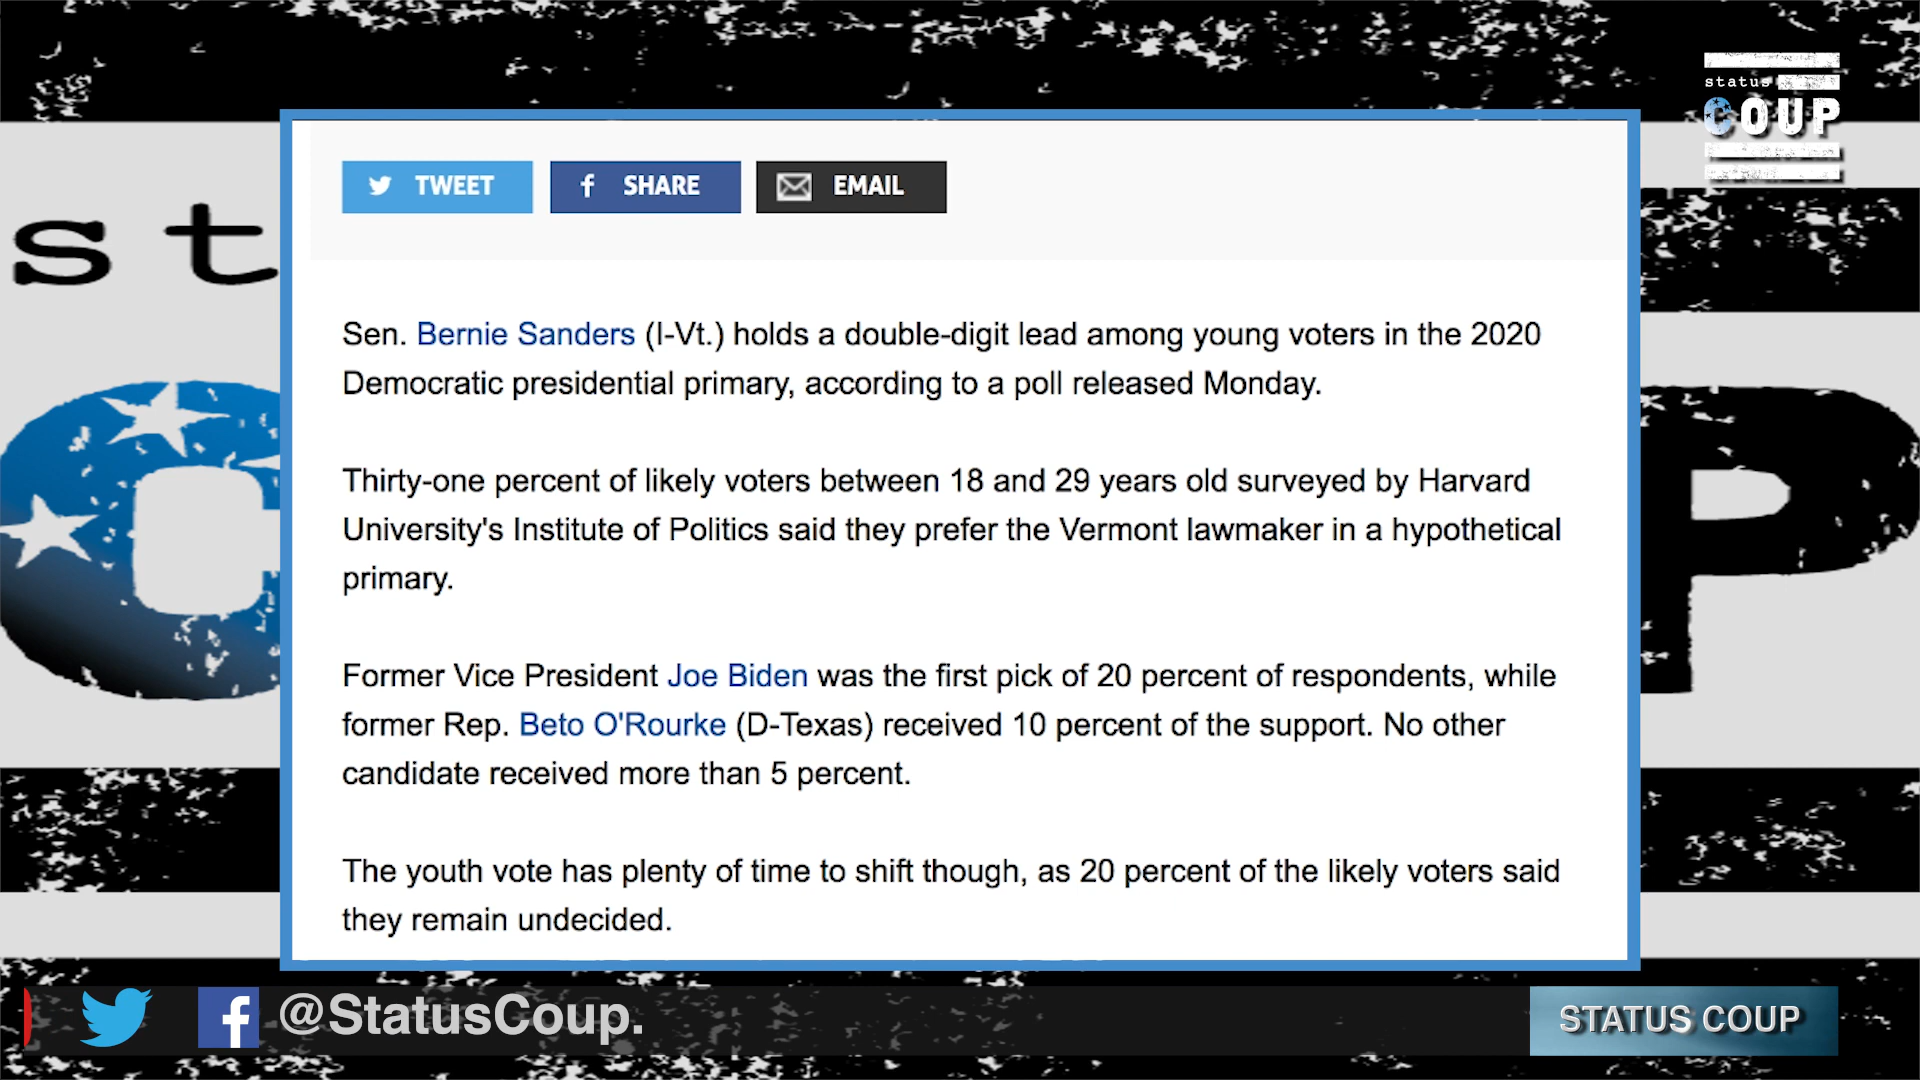 status
COUP
st
TWEET
SHARE
EMAIL
Sen. Bernie Sanders (I-Vt.) holds a double-digit lead among young voters in the 2020
Democratic presidential primary, according to a poll released Monday.
Thirty-one percent of likely voters between 18 and 29 years old surveyed by Harvard
University's Institute of Politics said they prefer the Vermont lawmaker in a hypothetical
primary.
Former Vice President Joe Biden was the first pick of 20 percent of respondents, while
former Rep. Beto O'Rourke (D-Texas) received 10 percent of the support. No other
candidate received more than 5 percent.
The youth vote has plenty of time to shift though, as 20 percent of the likely voters said
they remain undecided.
C P
@StatusCoup.
STATUS COUP